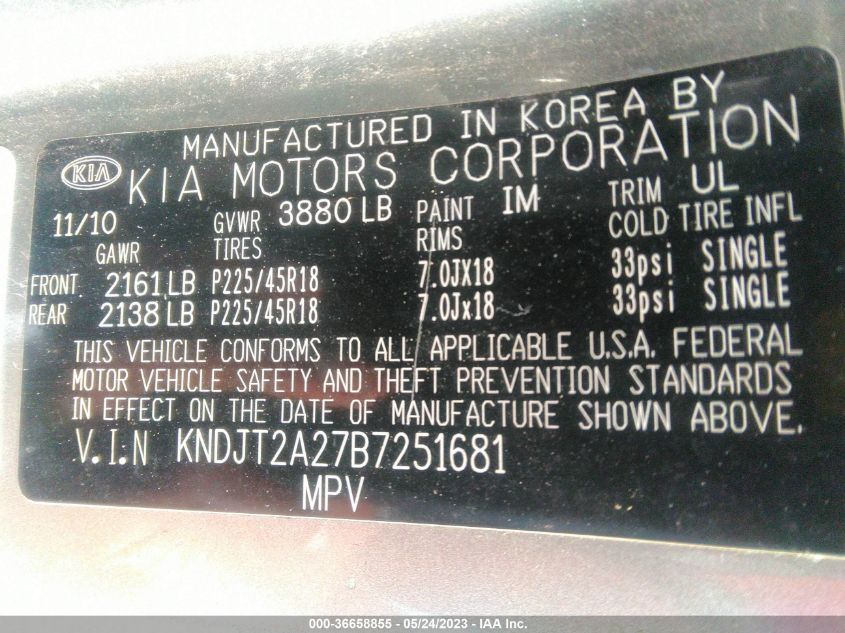 MANUFACTURED IN KOREA BY
KIA KIA MOTORS CORPORATION
11/10 GVWR 3880 LB PAINT IM TRIM UL
GAWR TIRES RIMS COLD TIRE INFL
FRONT 2161 LB P225/45R18 7.0JX18 33psi SINGLE
REAR 2138 LB P225/45R18 7.0Jx18 33psi SINGLE
THIS VEHICLE CONFORMS TO ALL APPLICABLE U.S.A. FEDERAL
MOTOR VEHICLE SAFETY AND THEFT PREVENTION STANDARDS
IN EFFECT ON THE DATE OF MANUFACTURE SHOWN ABOVE.
V.I.N KNDJT2A27B7251681
MPV
000-36658855 - 05/24/2023 - IAA Inc.